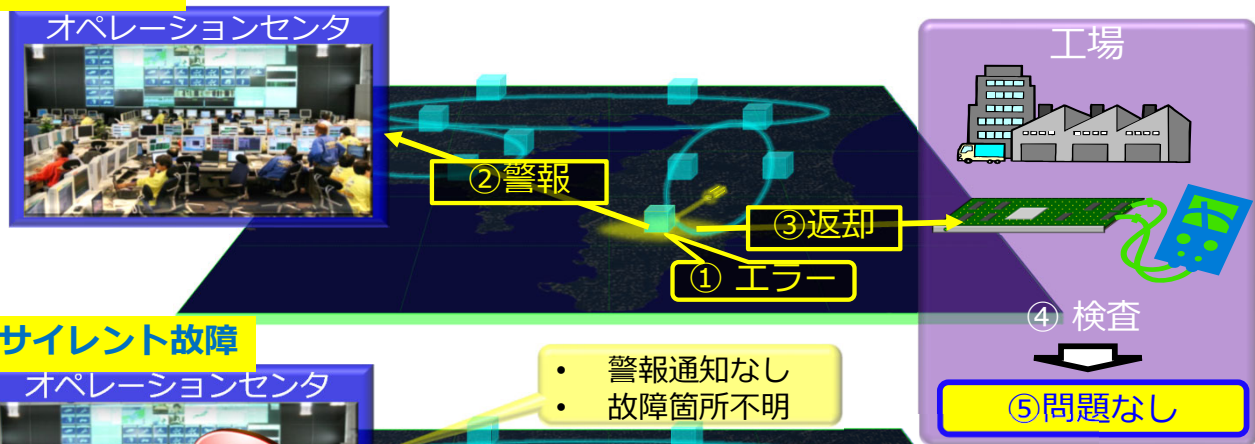 オペレーションセンタ
工場
②警報
③返却
① エラー
④ 検査
⑤問題なし
サイレント故障
オペレーションセンタ
• 警報通知なし
• 故障箇所不明